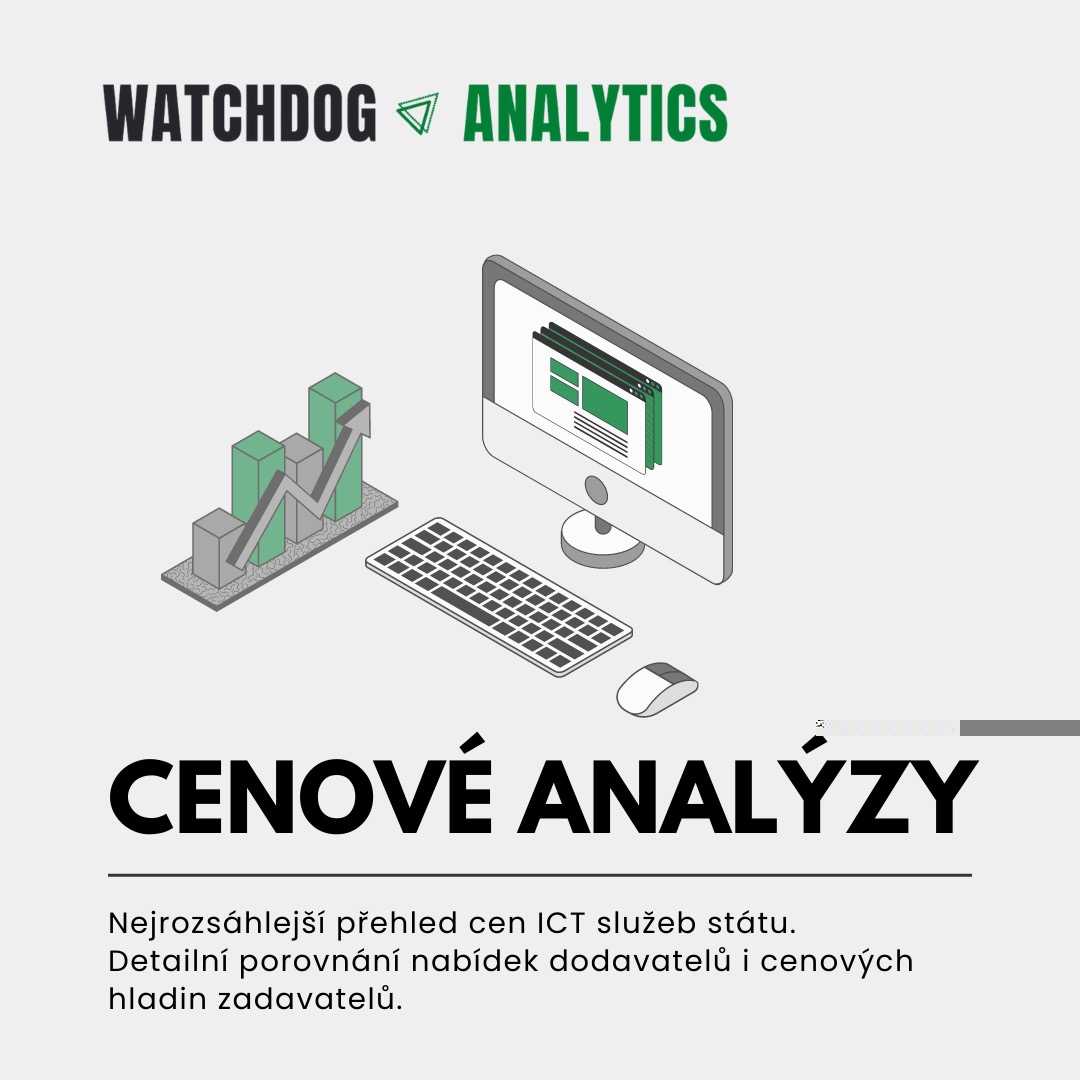 WATCHDOG ANALYTICS
CENOVÉ ANALÝZY
Nejrozsáhlejší přehled cen ICT služeb státu.
Detailní porovnání nabídek dodavatelů i cenových
hladin zadavatelů.